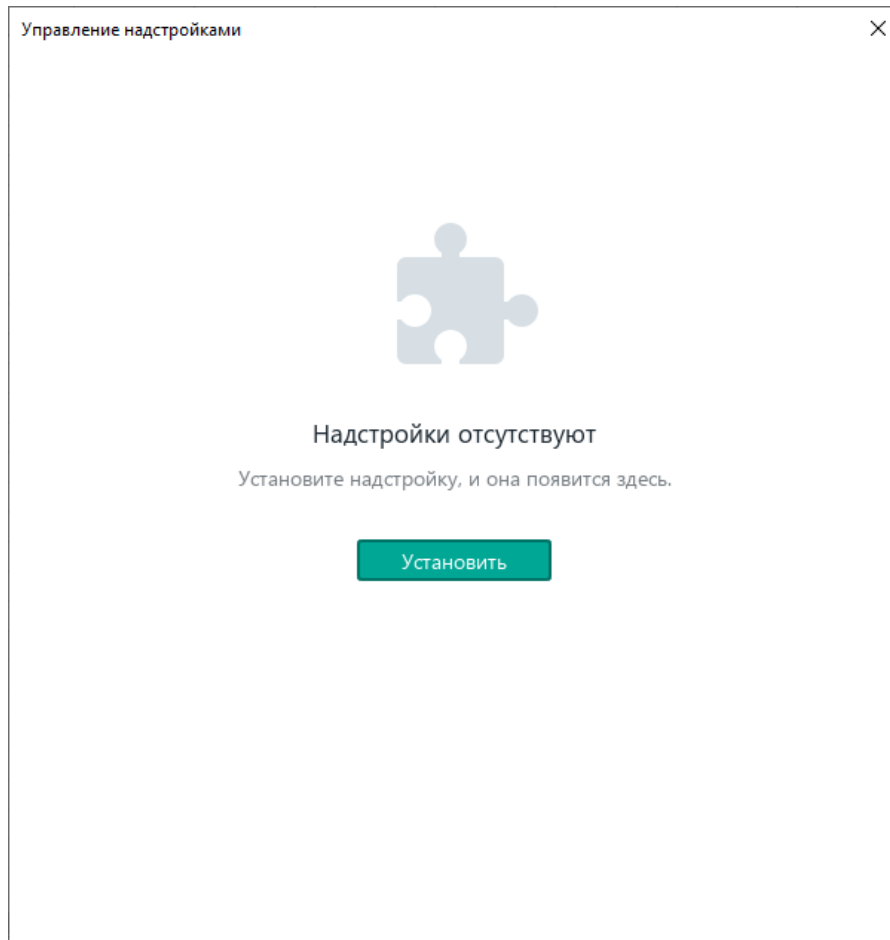 Управление надстройками
Надстройки отсутствуют
Установите надстройку, и она появится здесь.
Установить